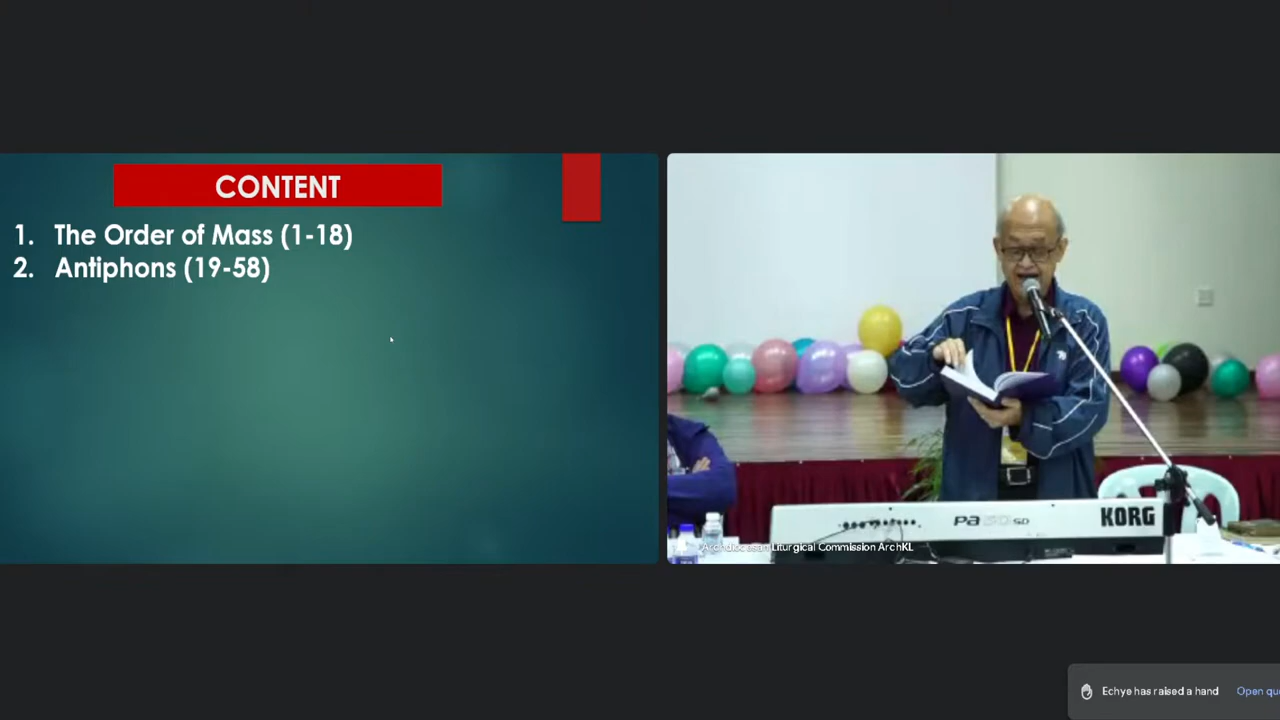 CONTENT
1. The Order of Mass (1-18)
2. Antiphons (19-58)
PA50SD
KORG
Archdiocesan Liturgical Commission ArchKL
Echye has raised a hand
Open qu